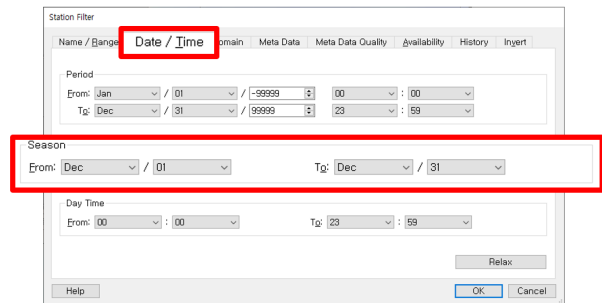 Station Filter
Name / Range Date / Time omain Meta Data Meta Data Quality Availability History Invert
Period
From: Jan / 01 / -99999 00 : 00
To: Dec / 31 / 99999 23 : 59
Season
From: Dec / 01 To: Dec / 31
Day Time
From: 00 : 00 To: 23 : 59
Relax
Help OK Cancel